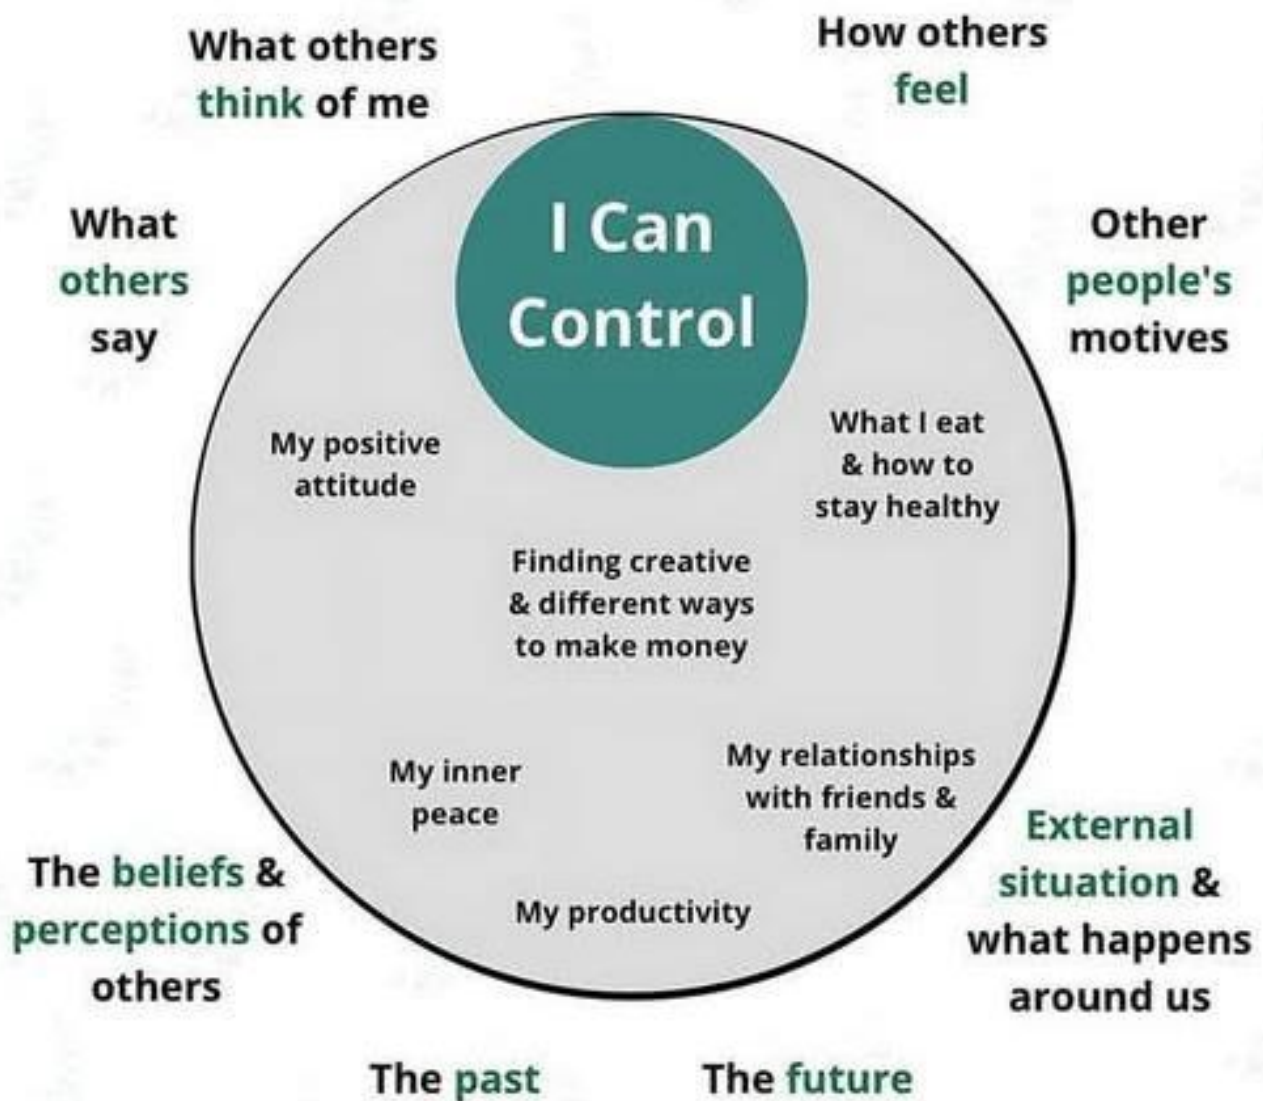 What others
think of me
How others
feel
What
others
say
Other
people's
motives
I Can
Control
My positive
attitude
What I eat
& how to
stay healthy
Finding creative
& different ways
to make money
My inner
peace
My relationships
with friends &
family
My productivity
The beliefs &
perceptions of
others
External
situation &
what happens
around us
The past
The future